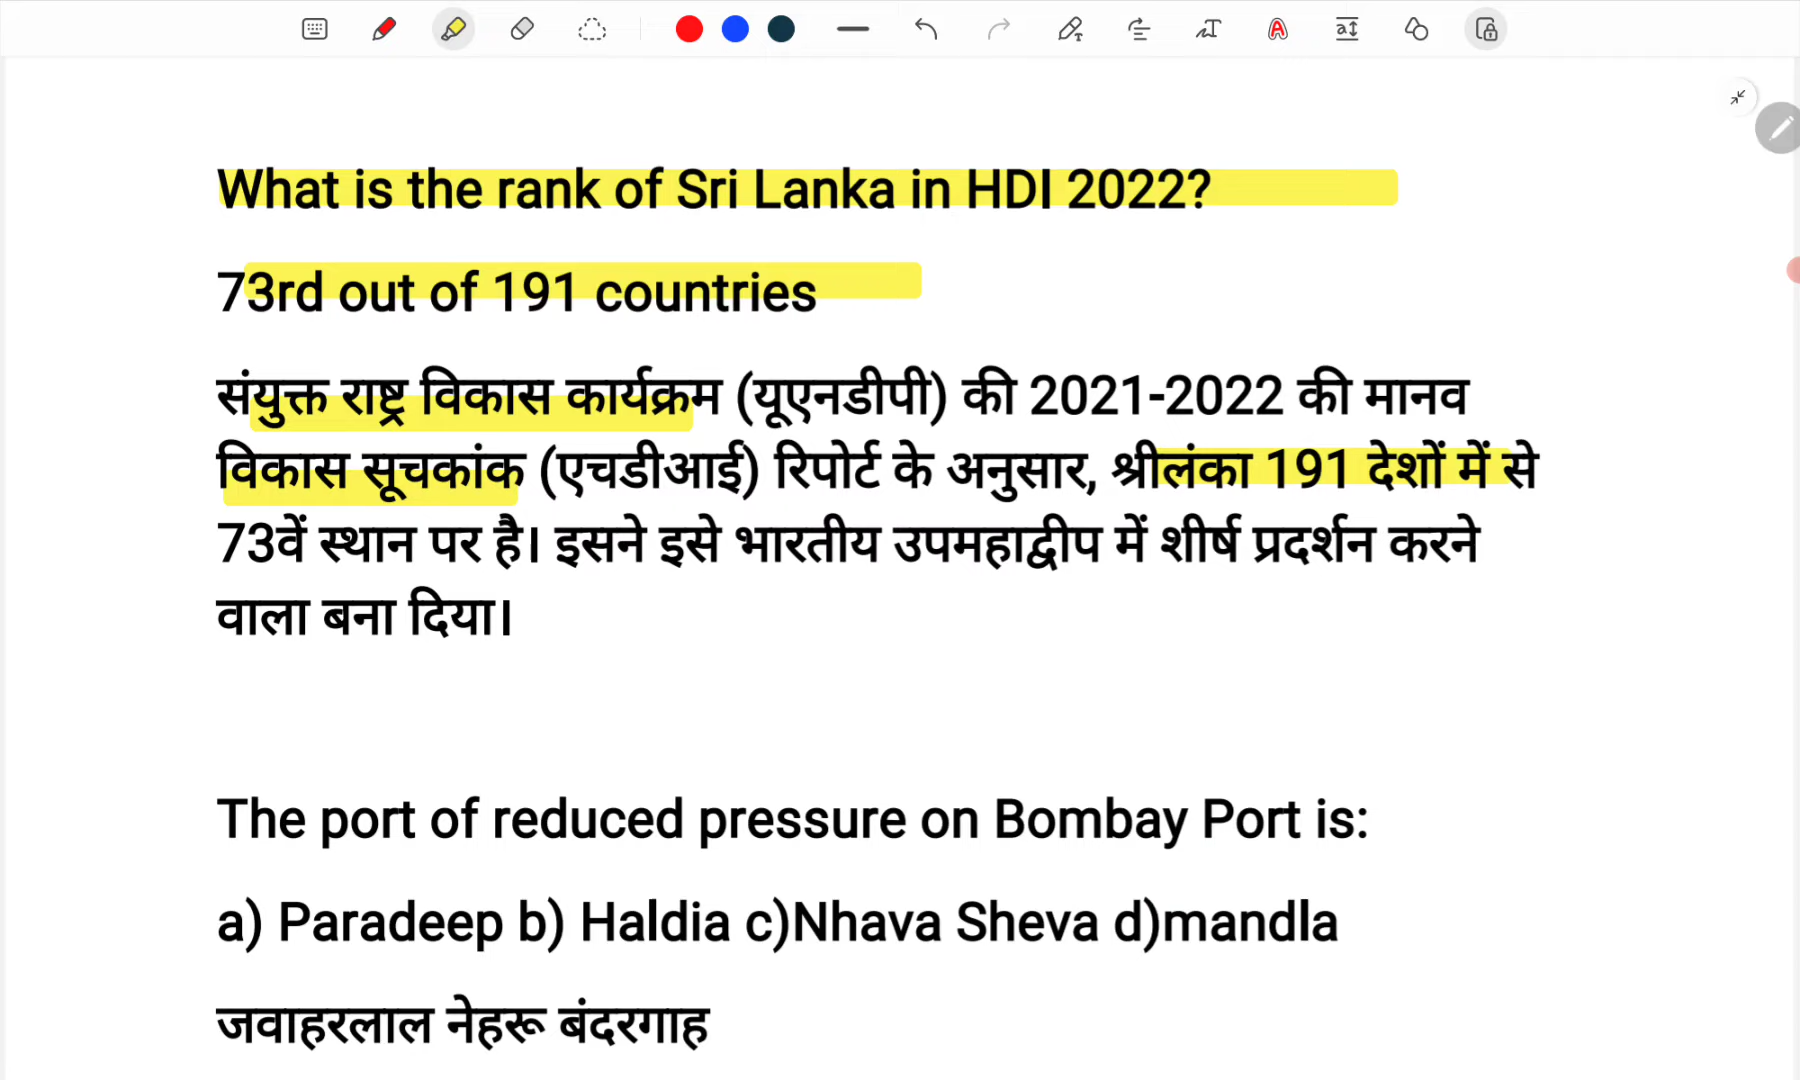 What is the rank of Sri Lanka in HDI 2022?
73rd out of 191 countries
संयुक्त राष्ट्र विकास कार्यक्रम (यूएनडीपी) की 2021-2022 की मानव
विकास सूचकांक (एचडीआई) रिपोर्ट के अनुसार, श्रीलंका 191 देशों में से
73वें स्थान पर है। इसने इसे भारतीय उपमहाद्वीप में शीर्ष प्रदर्शन करने
वाला बना दिया।
The port of reduced pressure on Bombay Port is:
a) Paradeep b) Haldia c)Nhava Sheva d)mandla
जवाहरलाल नेहरू बंदरगाह